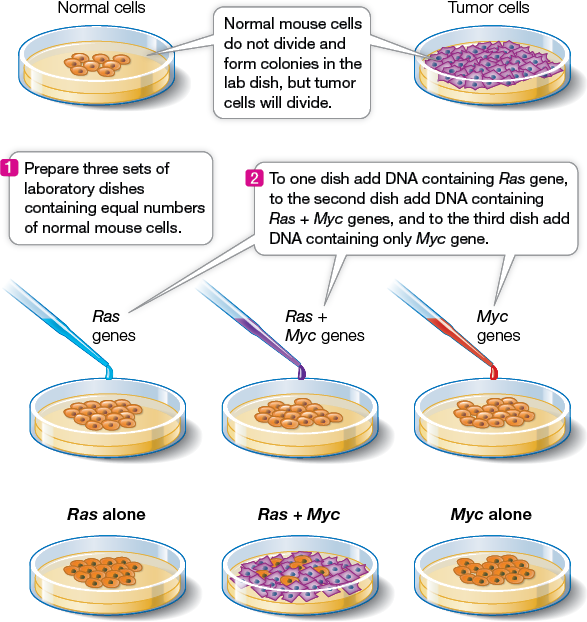 Normal cells
Tumor cells
Normal mouse cells
do not divide and
form colonies in the
lab dish, but tumor
cells will divide.
1 Prepare three sets of
laboratory dishes
containing equal numbers
of normal mouse cells.
2 To one dish add DNA containing Ras gene,
to the second dish add DNA containing
Ras + Myc genes, and to the third dish add
DNA containing only Myc gene.
Ras
genes
Ras +
Myc genes
Myc
genes
Ras alone
Ras + Myc
Myc alone